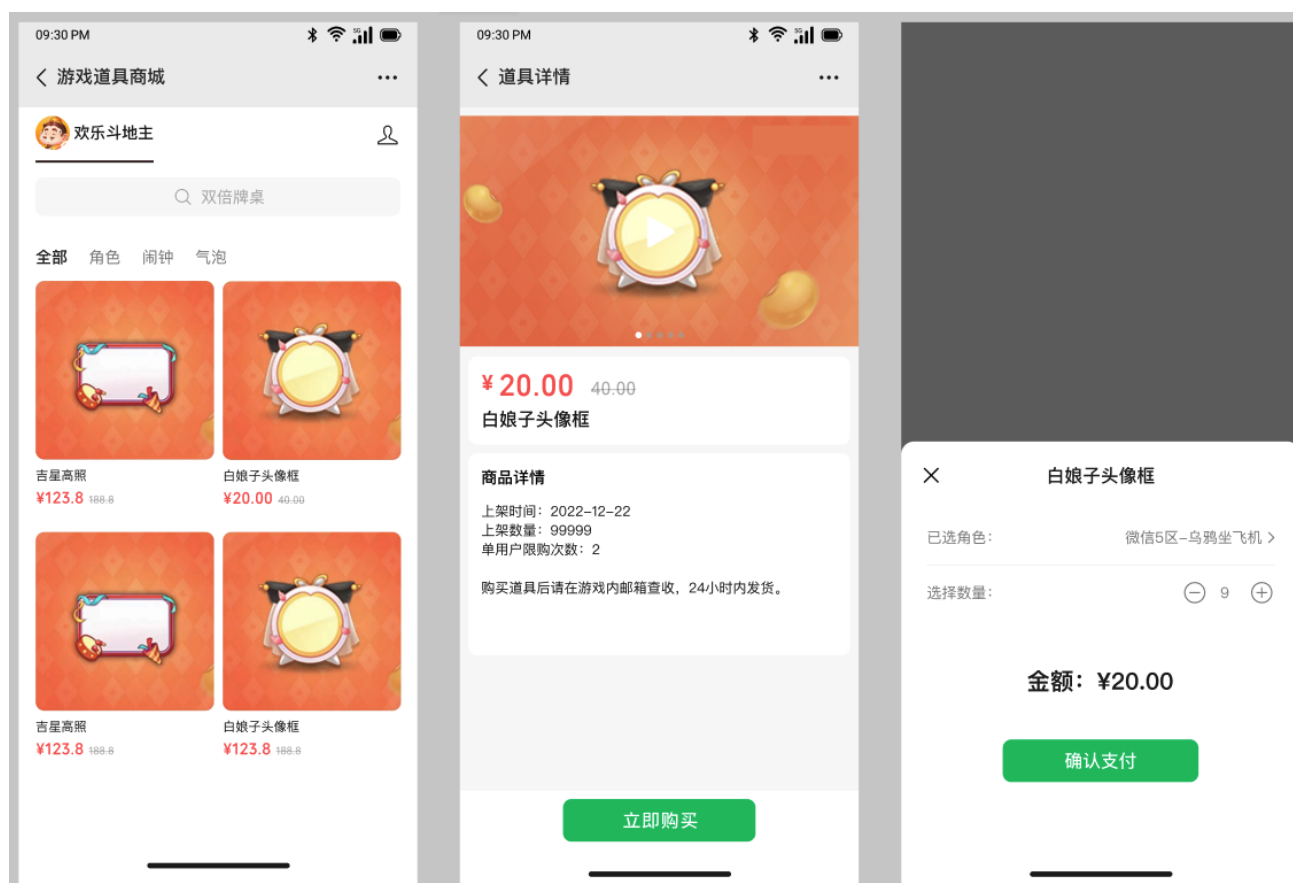 09:30 PM
5G
游戏道具商城
欢乐斗地主
双倍牌桌
全部 角色 闹钟 气泡
吉星高照
¥123.8 188.8
白娘子头像框
¥20.00 40.00
吉星高照
¥123.8 188.8
白娘子头像框
¥123.8 188.8
09:30 PM
5G
道具详情
¥ 20.00 40.00
白娘子头像框
商品详情
上架时间：2022-12-22
上架数量：99999
单用户限购次数：2
购买道具后请在游戏内邮箱查收，24小时内发货。
立即购买
白娘子头像框
已选角色： 微信5区-乌鸦坐飞机
选择数量： 9
金额：¥20.00
确认支付